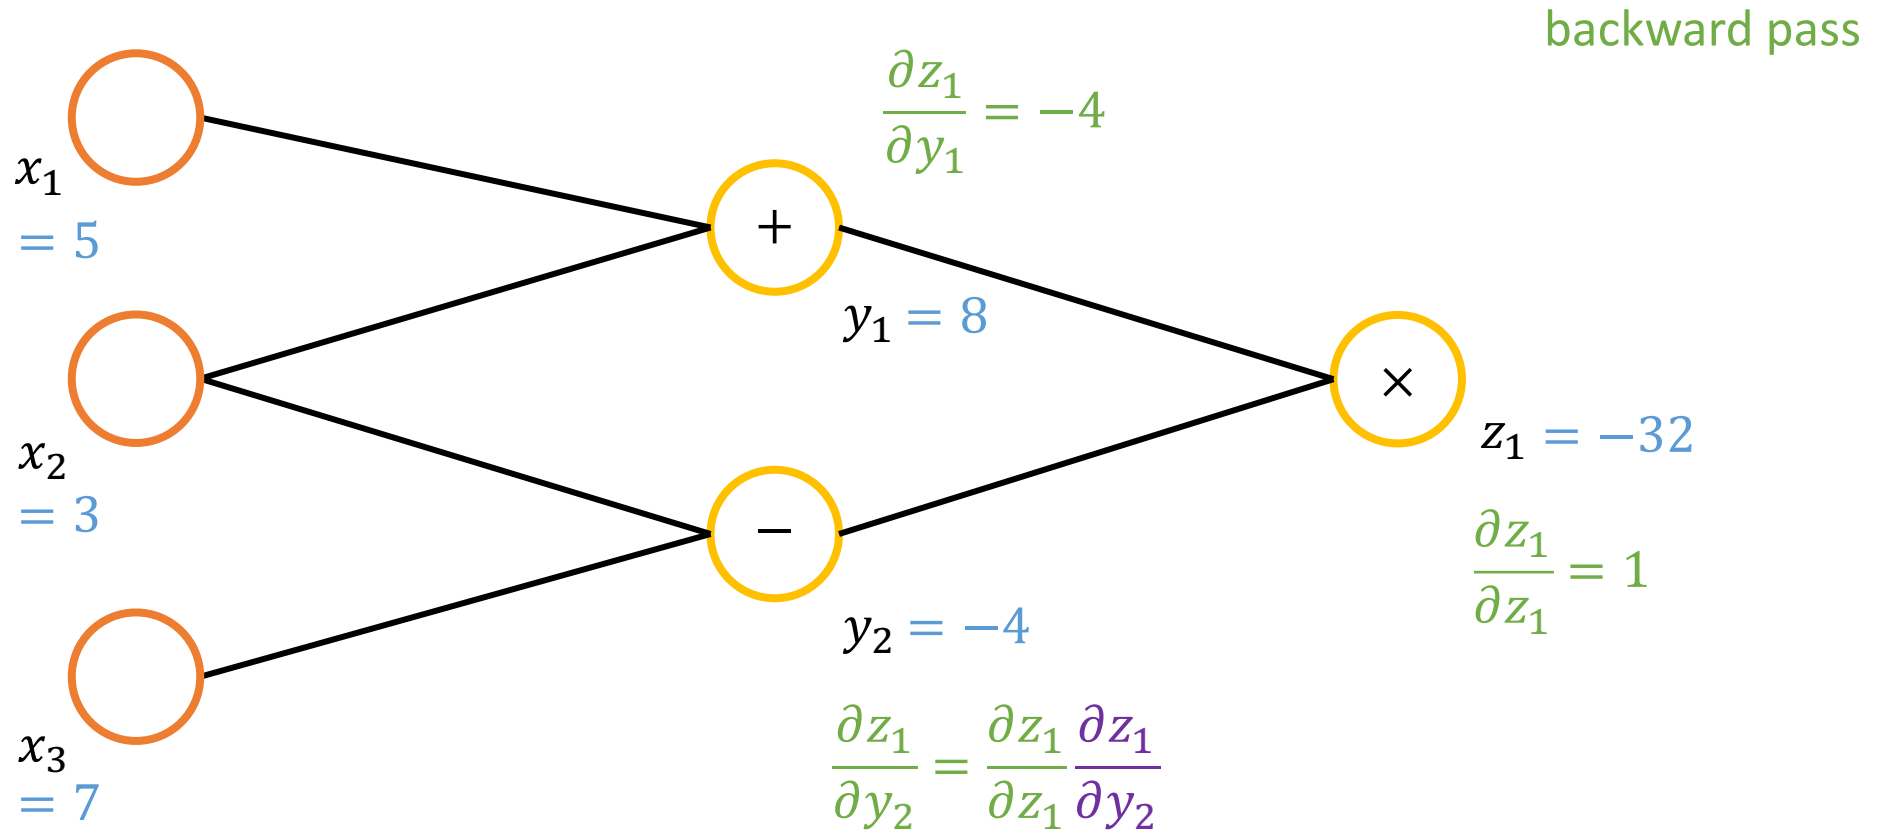 backward pass
∂z₁/∂y₁ = −4
x₁
= 5
+
y₁ = 8
x₂
= 3
×
z₁ = −32
∂z₁/∂z₁ = 1
−
y₂ = −4
x₃
= 7
∂z₁/∂y₂ = ∂z₁/∂z₁ ∂z₁/∂y₂